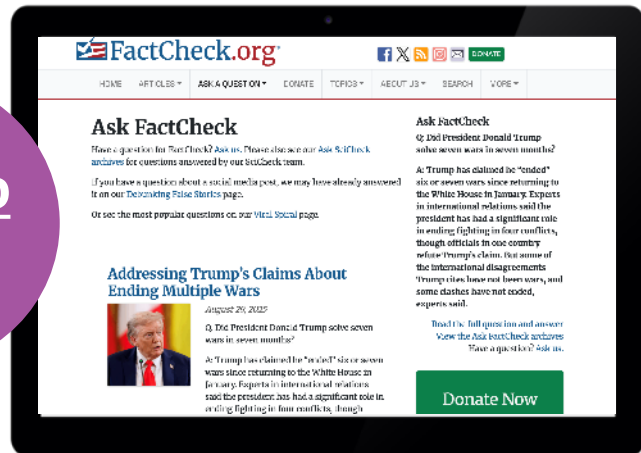 FactCheck.org
DONATE
HOME ARTICLES ASK A QUESTION DONATE TOPICS ABOUT US SEARCH MORE
Ask FactCheck
Have a question for FactCheck? Ask us. Please also see our Ask SciCheck
archives for questions answered by our SciCheck team.
If you have a question about a social media post, we may have already answered
it on our Debunking False Stories page.
Or see the most popular questions on our Viral Spiral page.
Addressing Trump's Claims About
Ending Multiple Wars
August 29, 2025
Q. Did President Donald Trump solve seven
wars in seven months?
A: Trump has claimed he "ended" six or seven
wars since returning to the White House in
January. Experts in international relations
said the president has had a significant role in
ending fighting in four conflicts, though
Ask FactCheck
Q: Did President Donald Trump
solve seven wars in seven months?
A: Trump has claimed he "ended"
six or seven wars since returning to
the White House in January. Experts
in international relations said the
president has had a significant role
in ending fighting in four conflicts,
though officials in one country
refute Trump's claim. But some of
the international disagreements
Trump cites have not been wars, and
some clashes have not ended,
experts said.
Read the full question and answer
View the Ask FactCheck archives
Have a question? Ask us.
Donate Now